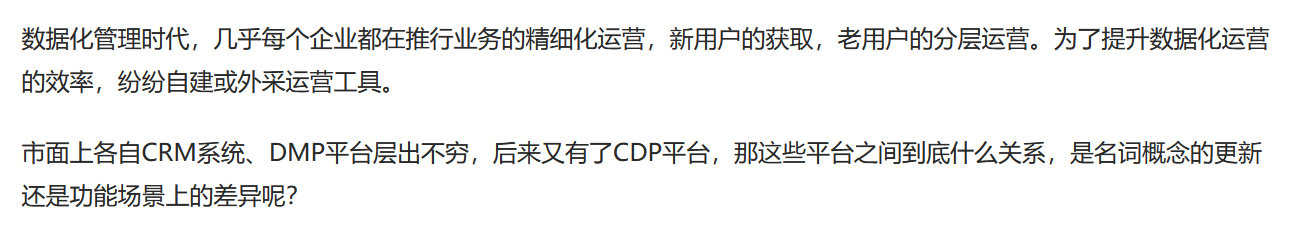 数据化管理时代，几乎每个企业都在推行业务的精细化运营，新用户的获取，老用户的分层运营。为了提升数据化运营
的效率，纷纷自建或外采运营工具。
市面上各自CRM系统、DMP平台层出不穷，后来又有了CDP平台，那这些平台之间到底什么关系，是名词概念的更新
还是功能场景上的差异呢？